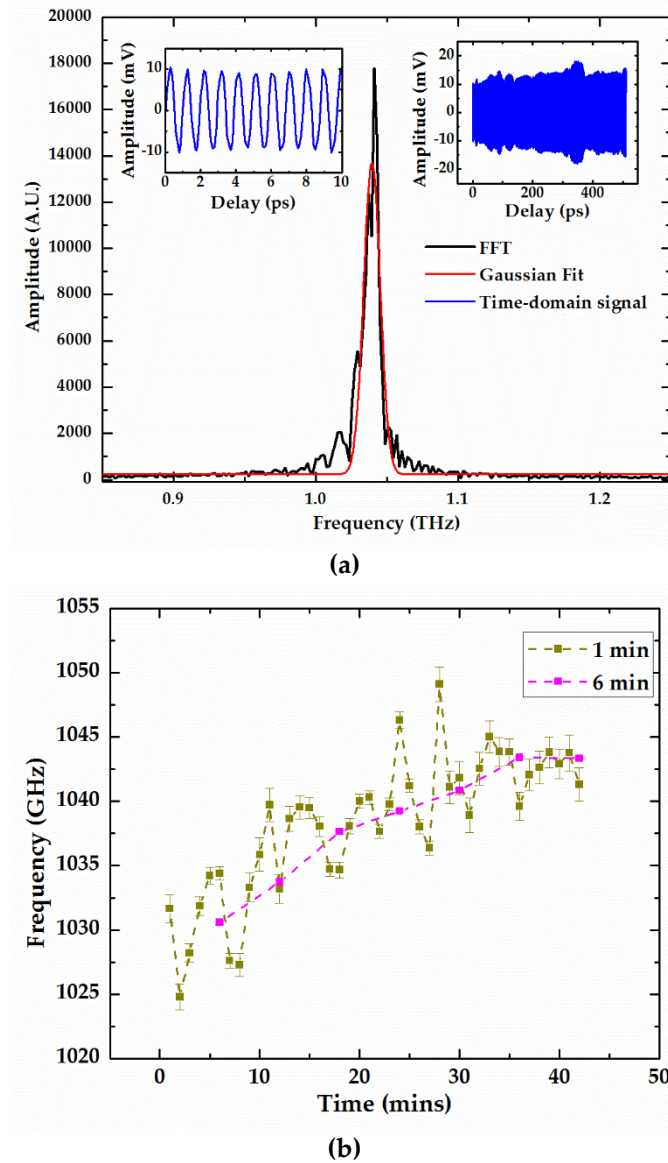 20000
18000
16000
14000
12000
10000
8000
6000
4000
2000
0
Amplitude (A.U.)
Amplitude (mV)
10
0
-10
0 2 4 6 8 10
Delay (ps)
Amplitude (mV)
20
10
0
-10
-20
0 200 400
Delay (ps)
FFT
Gaussian Fit
Time-domain signal
0.9 1.0 1.1 1.2
Frequency (THz)
(a)
1055
1050
1045
1040
1035
1030
1025
1020
Frequency (GHz)
1 min
6 min
0 10 20 30 40 50
Time (mins)
(b)